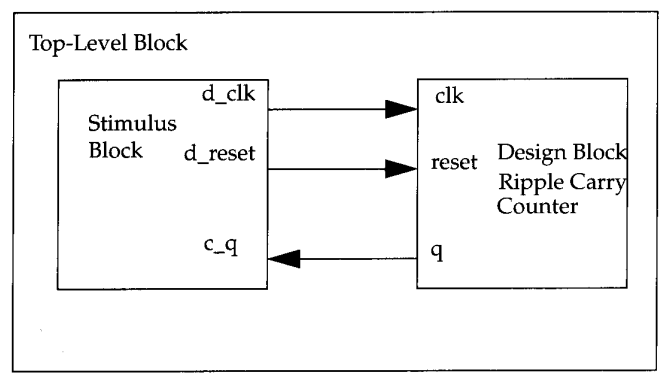 Top-Level Block
d_clk
Stimulus
Block
d_reset
c_q
clk
reset
Design Block
Ripple Carry
Counter
q